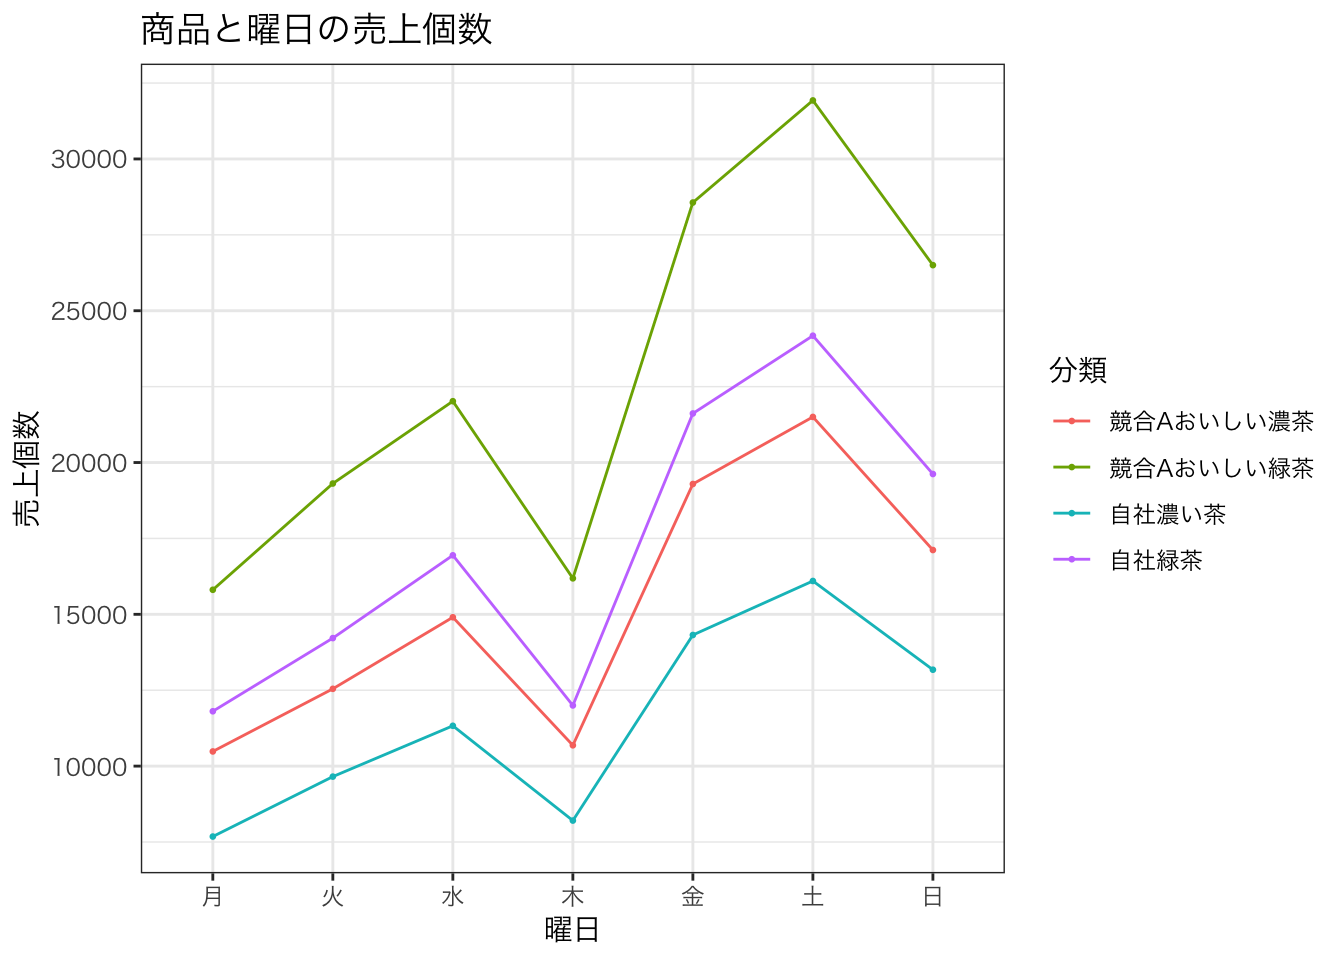 商品と曜日の売上個数
売上個数
30000
25000
20000
15000
10000
月 火 水 木 金 土 日
曜日
分類
競合Aおいしい濃茶
競合Aおいしい緑茶
自社濃い茶
自社緑茶